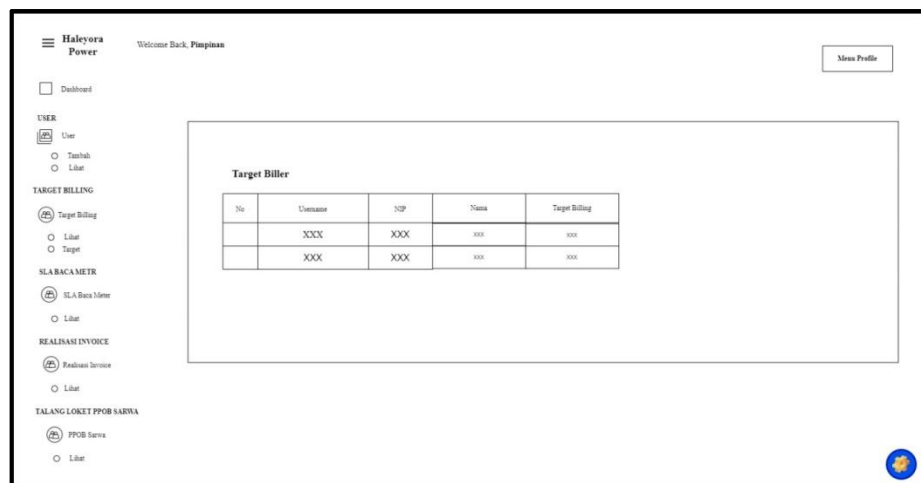 Haleyora
Power
Welcome Back, Pimpinan
Menu Profile
Dashboard
USER
User
Tambah
Lihat
TARGET BILLING
Target Billing
Lihat
Target
SLA BACA METR
SLA Baca Meter
Lihat
REALISASI INVOICE
Realisasi Invoice
Lihat
TALANG LOKET PPOB SARWA
PPOB Sarwa
Lihat
Target Biller
No Username NIP Nama Target Billing
XXX XXX XXX XXX
XXX XXX XXX XXX